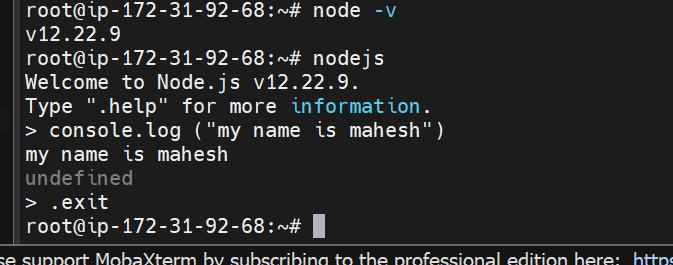 root@ip-172-31-92-68:~# node -v
v12.22.9
root@ip-172-31-92-68:~# nodejs
Welcome to Node.js v12.22.9.
Type ".help" for more information.
> console.log ("my name is mahesh")
my name is mahesh
undefined
> .exit
root@ip-172-31-92-68:~#
se support MobaXterm by subscribing to the professional edition here: https